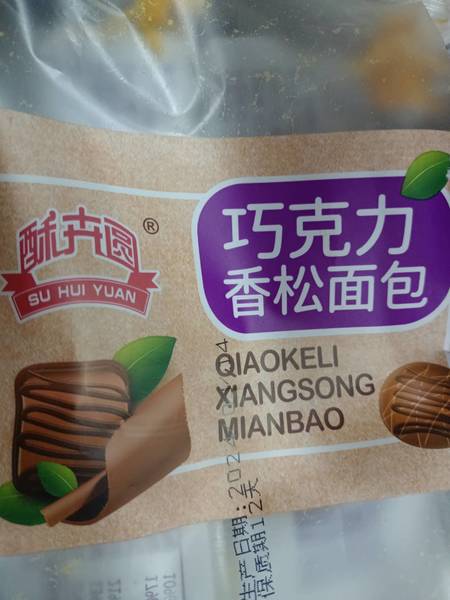 酥卉圆®
SU HUI YUAN
巧克力
香松面包
QIAOKELI
XIANGSONG
MIANBAO
生产日期:2024
保质期12天